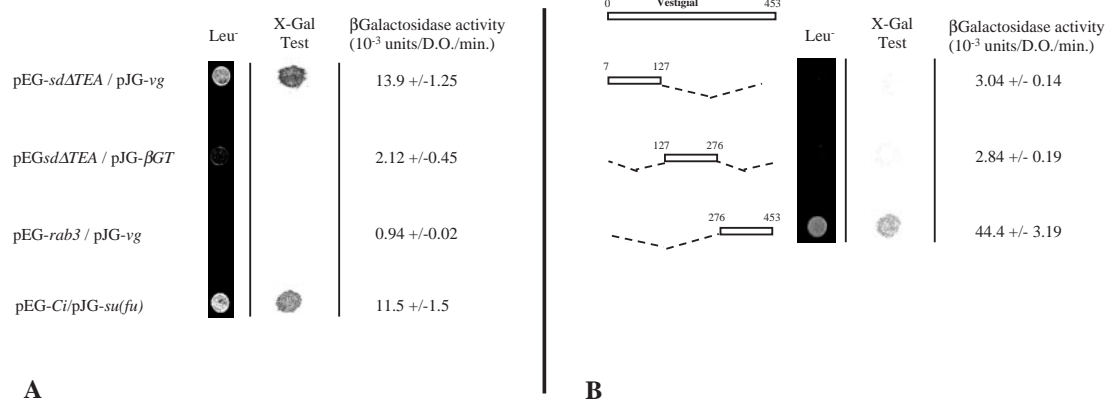 Leu-
X-Gal
Test
βGalactosidase activity
(10-3 units/D.O./min.)
pEG-sdΔTEA / pJG-vg
13.9 +/-1.25
pEGsdΔTEA / pJG-βGT
2.12 +/-0.45
pEG-rab3 / pJG-vg
0.94 +/-0.02
pEG-Ci/pJG-su(fu)
11.5 +/-1.5
A
0
Vestigial
453
Leu-
X-Gal
Test
βGalactosidase activity
(10-3 units/D.O./min.)
7
127
3.04 +/- 0.14
127
276
2.84 +/- 0.19
276
453
44.4 +/- 3.19
B